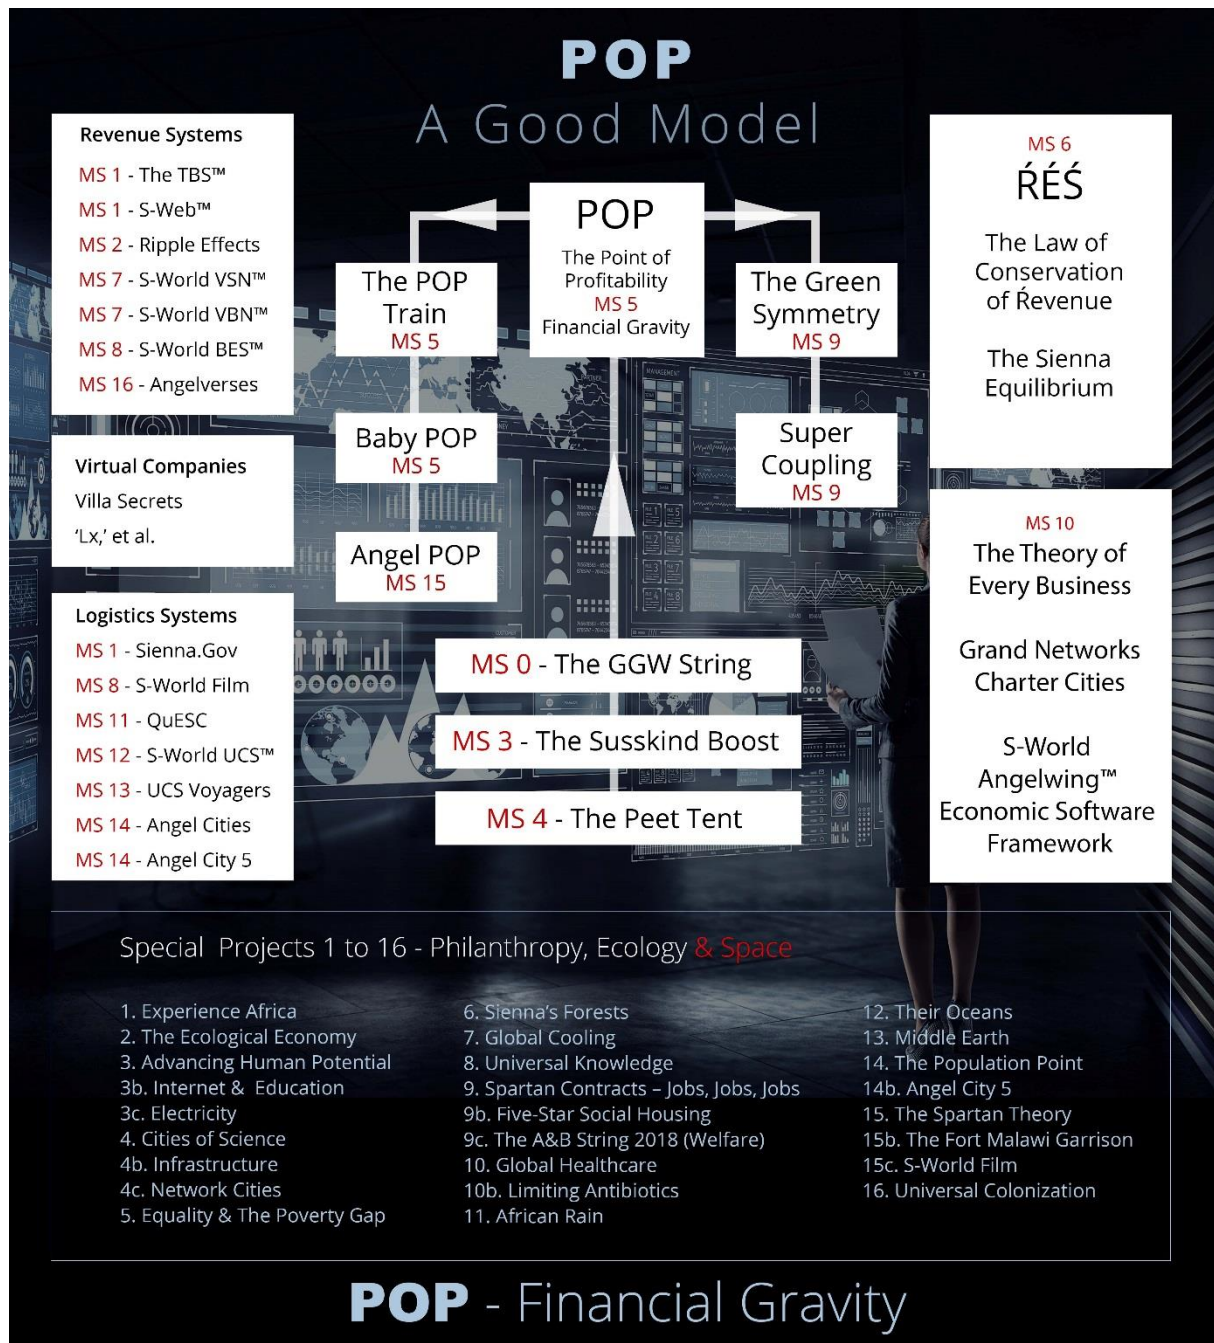 POP
A Good Model
Revenue Systems
MS 1 - The TBS™
MS 1 - S-Web™
MS 2 - Ripple Effects
MS 7 - S-World VSN™
MS 7 - S-World VBN™
MS 8 - S-World BES™
MS 16 - Angelverses
Virtual Companies
Villa Secrets
‘Lx,’ et al.
Logistics Systems
MS 1 - Sienna.Gov
MS 8 - S-World Film
MS 11 - QuESC
MS 12 - S-World UCS™
MS 13 - UCS Voyagers
MS 14 - Angel Cities
MS 14 - Angel City 5
POP
The Point of
Profitability
MS 5
Financial Gravity
The POP
Train
MS 5
Baby POP
MS 5
Angel POP
MS 15
The Green
Symmetry
MS 9
Super
Coupling
MS 9
MS 0 - The GGW String
MS 3 - The Susskind Boost
MS 4 - The Peet Tent
MS 6
ŔÉŚ
The Law of
Conservation
of Ŕevenue
The Sienna
Equilibrium
MS 10
The Theory of
Every Business
Grand Networks
Charter Cities
S-World
Angelwing™
Economic Software
Framework
Special Projects 1 to 16 - Philanthropy, Ecology & Space
1. Experience Africa
2. The Ecological Economy
3. Advancing Human Potential
3b. Internet & Education
3c. Electricity
4. Cities of Science
4b. Infrastructure
4c. Network Cities
5. Equality & The Poverty Gap
6. Sienna’s Forests
7. Global Cooling
8. Universal Knowledge
9. Spartan Contracts – Jobs, Jobs, Jobs
9b. Five-Star Social Housing
9c. The A&B String 2018 (Welfare)
10. Global Healthcare
10b. Limiting Antibiotics
11. African Rain
12. Their Oceans
13. Middle Earth
14. The Population Point
14b. Angel City 5
15. The Spartan Theory
15b. The Fort Malawi Garrison
15c. S-World Film
16. Universal Colonization
POP - Financial Gravity